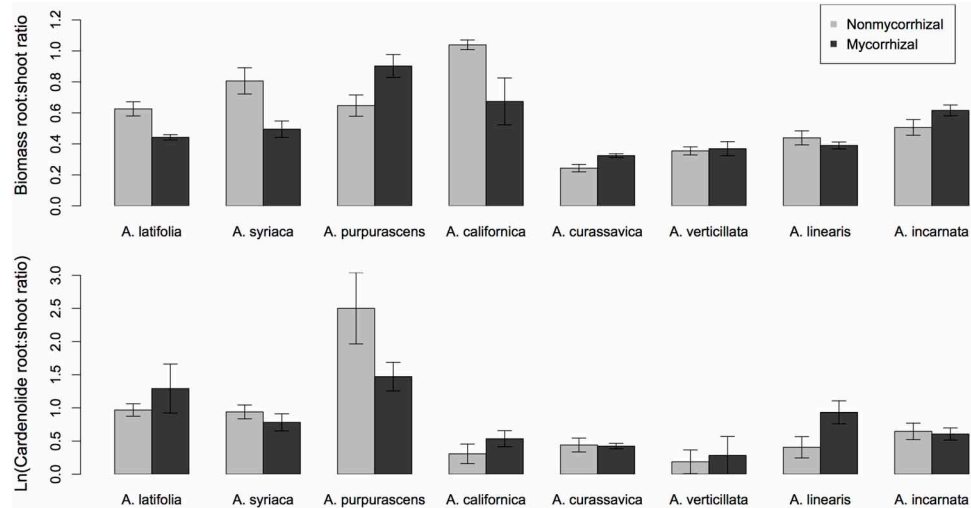 Nonmycorrhizal
Mycorrhizal
Biomass root:shoot ratio
1.2
1.0
0.8
0.6
0.4
0.2
0.0
A. latifolia A. syriaca A. purpurascens A. californica A. curassavica A. verticillata A. linearis A. incarnata
Ln(Cardenolide root:shoot ratio)
3.0
2.5
2.0
1.5
1.0
0.5
0.0
A. latifolia A. syriaca A. purpurascens A. californica A. curassavica A. verticillata A. linearis A. incarnata